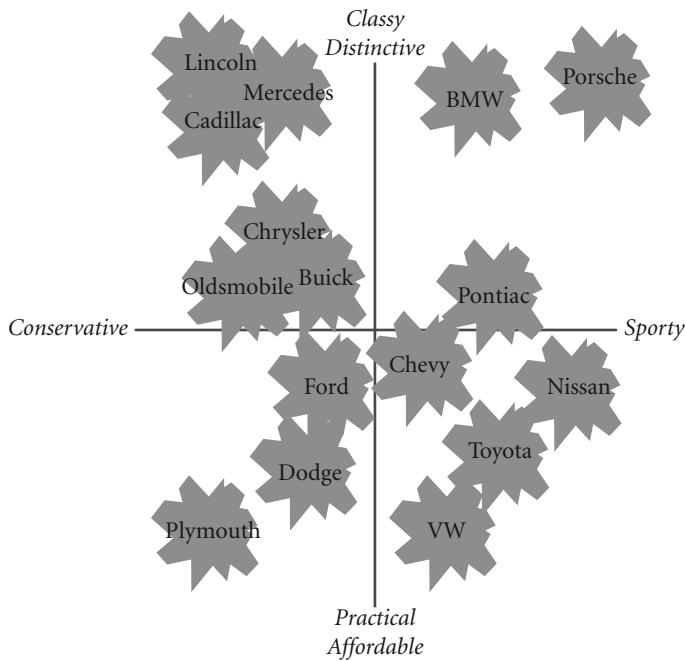 Classy
Distinctive
Lincoln
Mercedes
Cadillac
BMW
Porsche
Chrysler
Oldsmobile
Buick
Pontiac
Conservative
Sporty
Chevy
Ford
Nissan
Toyota
Dodge
Plymouth
VW
Practical
Affordable